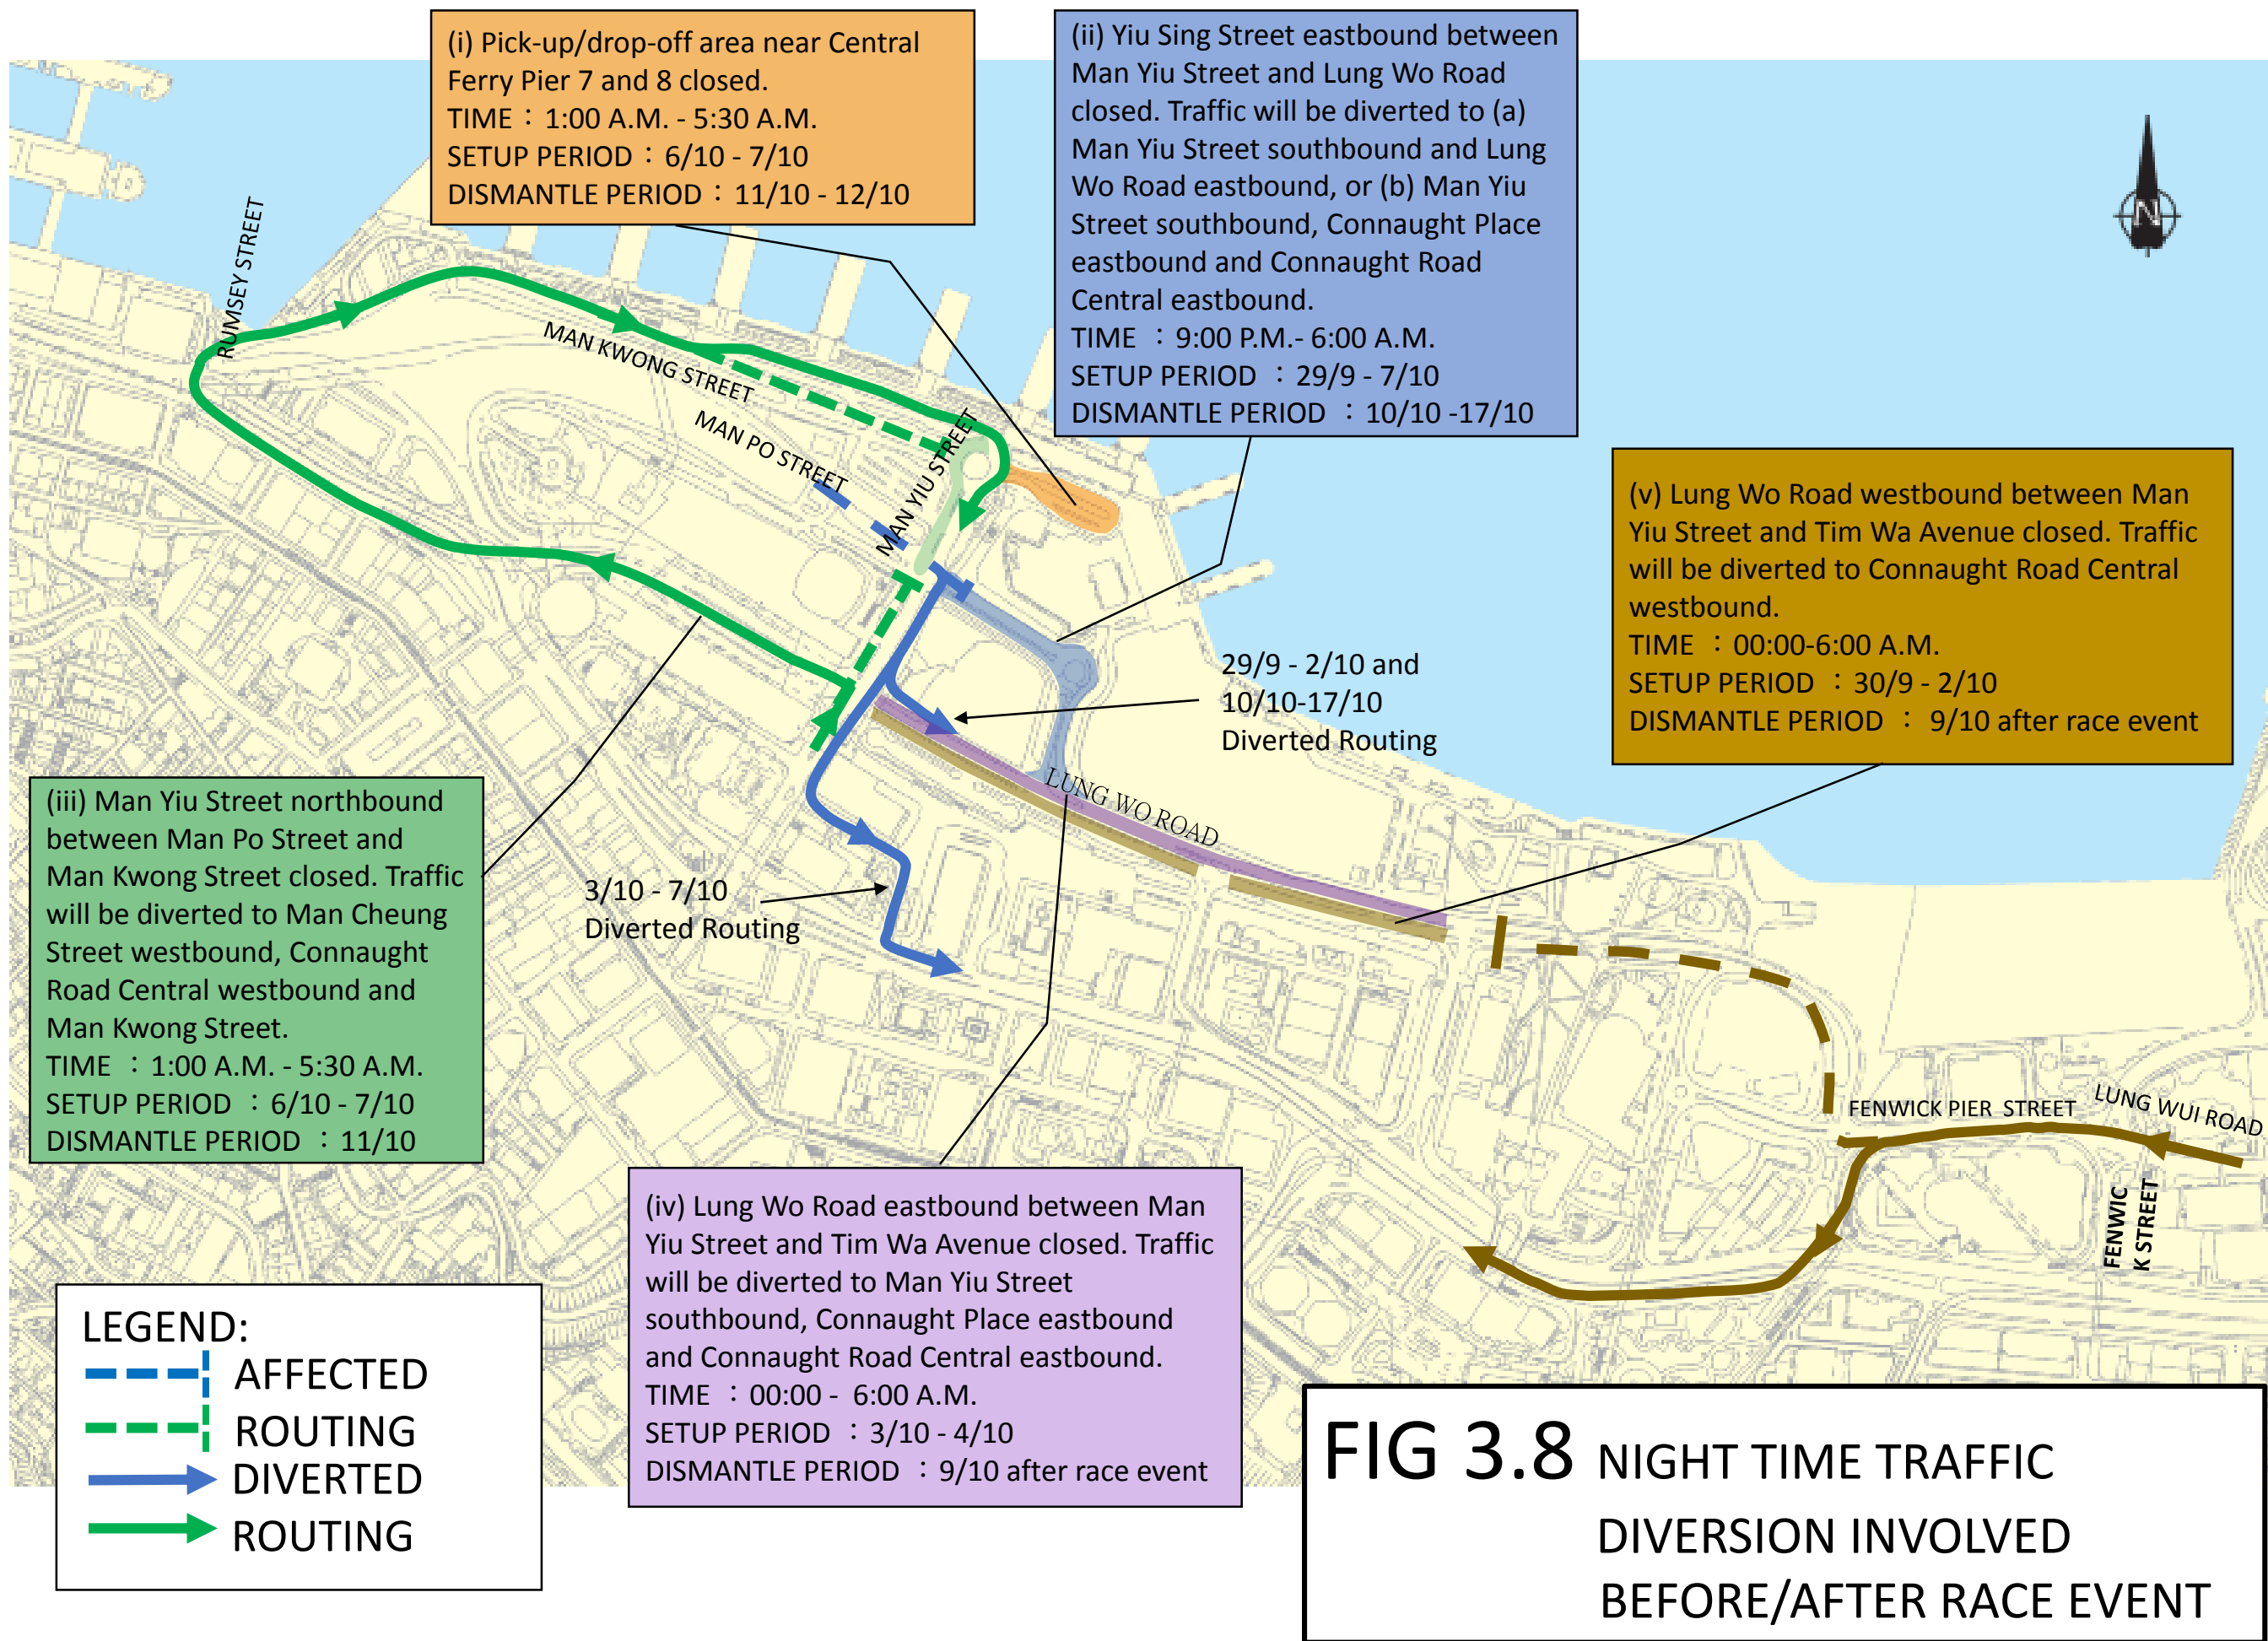 (i) Pick-up/drop-off area near Central
Ferry Pier 7 and 8 closed.
TIME：1:00 A.M. - 5:30 A.M.
SETUP PERIOD：6/10 - 7/10
DISMANTLE PERIOD：11/10 - 12/10
(ii) Yiu Sing Street eastbound between
Man Yiu Street and Lung Wo Road
closed. Traffic will be diverted to (a)
Man Yiu Street southbound and Lung
Wo Road eastbound, or (b) Man Yiu
Street southbound, Connaught Place
eastbound and Connaught Road
Central eastbound.
TIME ：9:00 P.M.- 6:00 A.M.
SETUP PERIOD ：29/9 - 7/10
DISMANTLE PERIOD ：10/10 -17/10
N
RUMSEY STREET
MAN KWONG STREET
MAN PO STREET
MAN YIU STREET
(v) Lung Wo Road westbound between Man
Yiu Street and Tim Wa Avenue closed. Traffic
will be diverted to Connaught Road Central
westbound.
TIME ：00:00-6:00 A.M.
SETUP PERIOD ：30/9 - 2/10
DISMANTLE PERIOD ： 9/10 after race event
29/9 - 2/10 and
10/10-17/10
Diverted Routing
LUNG WO ROAD
(iii) Man Yiu Street northbound
between Man Po Street and
Man Kwong Street closed. Traffic
will be diverted to Man Cheung
Street westbound, Connaught
Road Central westbound and
Man Kwong Street.
TIME ：1:00 A.M. - 5:30 A.M.
SETUP PERIOD ：6/10 - 7/10
DISMANTLE PERIOD ：11/10
3/10 - 7/10
Diverted Routing
FENWICK PIER STREET
LUNG WUI ROAD
FENWIC
K STREET
(iv) Lung Wo Road eastbound between Man
Yiu Street and Tim Wa Avenue closed. Traffic
will be diverted to Man Yiu Street
southbound, Connaught Place eastbound
and Connaught Road Central eastbound.
TIME ：00:00 - 6:00 A.M.
SETUP PERIOD ：3/10 - 4/10
DISMANTLE PERIOD ：9/10 after race event
LEGEND:
AFFECTED
ROUTING
DIVERTED
ROUTING
FIG 3.8 NIGHT TIME TRAFFIC
DIVERSION INVOLVED
BEFORE/AFTER RACE EVENT